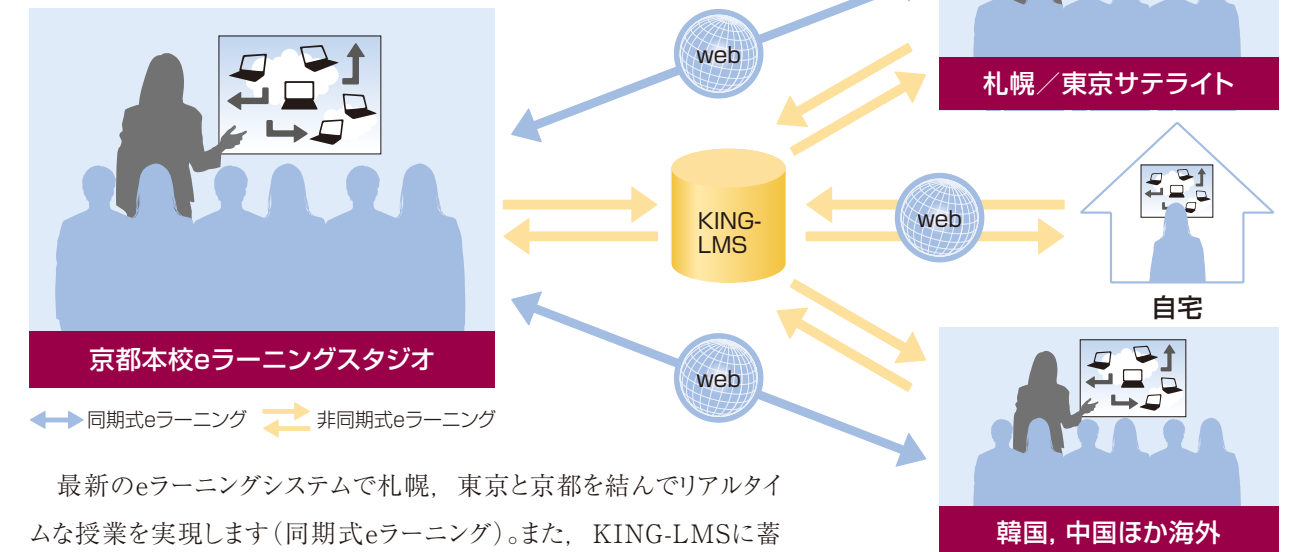 web
札幌／東京サテライト
KING-
LMS
web
自宅
京都本校eラーニングスタジオ
web
同期式eラーニング 非同期式eラーニング
最新のeラーニングシステムで札幌，東京と京都を結んでリアルタイ
ムな授業を実現します（同期式eラーニング）。また，KING-LMSに蓄
韓国，中国ほか海外